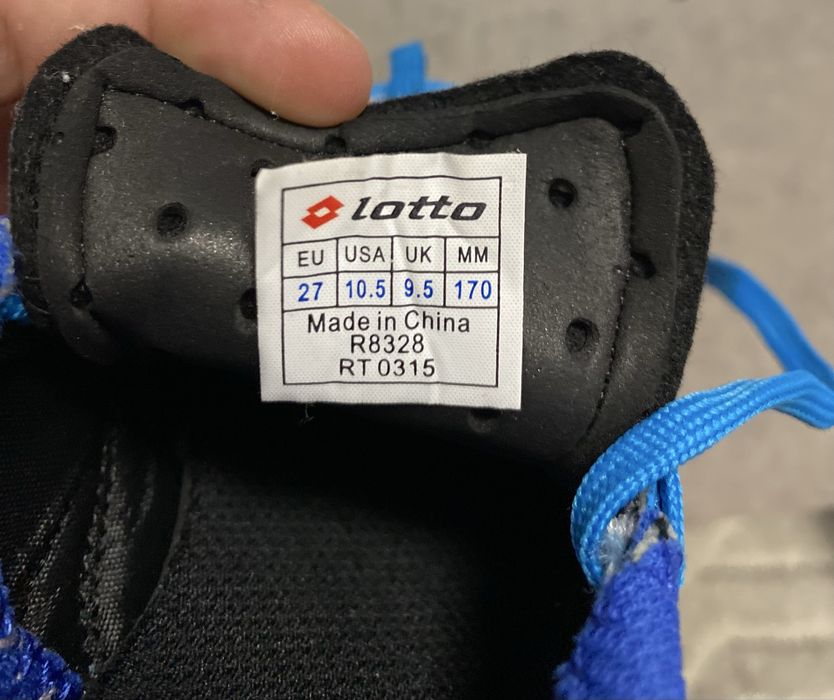 lotto
EU USA UK MM
27 10.5 9.5 170
Made in China
R8328
RT 0315